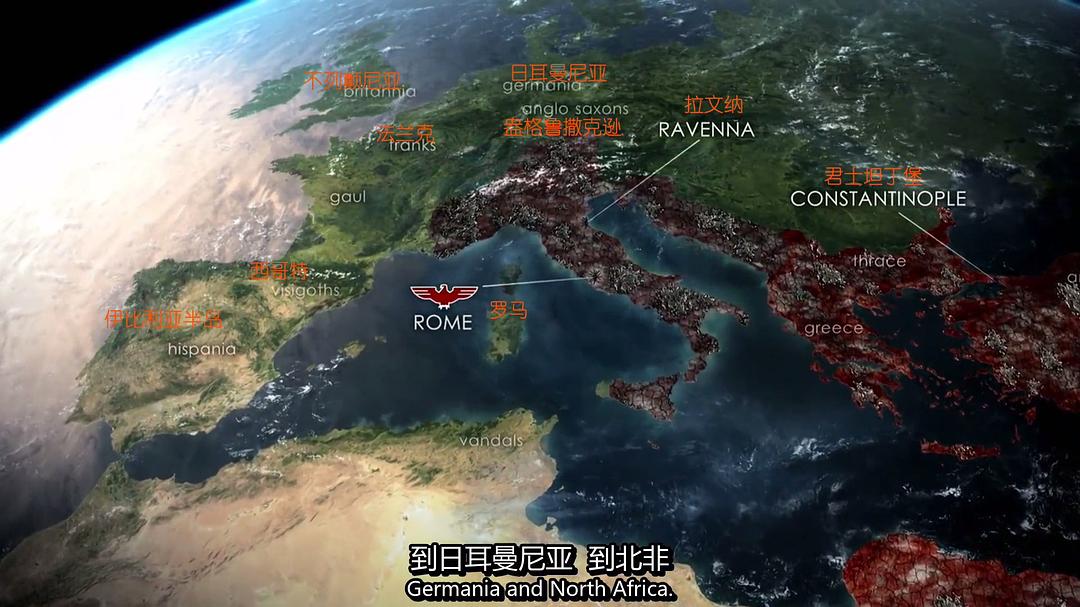 不列颠尼亚
britannia
日耳曼尼亚
germania
anglo saxons
盎格鲁撒克逊
拉文纳
RAVENNA
法兰克
franks
gaul
君士坦丁堡
CONSTANTINOPLE
thrace
西哥特
visigoths
罗马
ROME
伊比利亚半岛
hispania
greece
vandals
到日耳曼尼亚 到北非
Germania and North Africa.